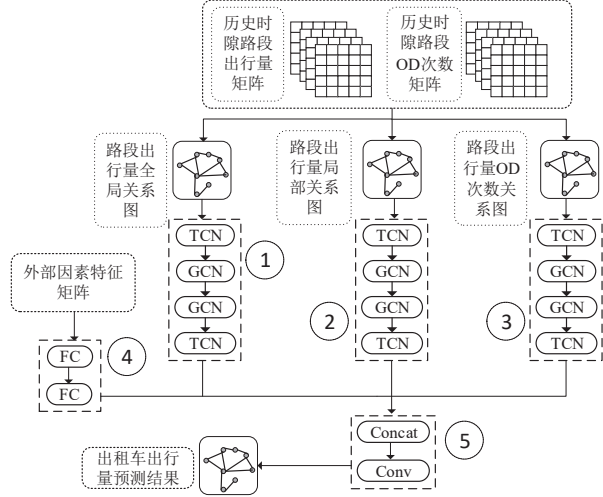 历史时
隙路段
出行量
矩阵
历史时
隙路段
OD次数
矩阵
路段出
行量全
局关系
图
路段出
行量局
部关系
图
路段出
行量OD
次数关
系图
TCN
GCN
GCN
TCN
1
TCN
GCN
GCN
TCN
2
TCN
GCN
GCN
TCN
3
外部因素特征
矩阵
FC
FC
4
Concat
Conv
5
出租车出行
量预测结果